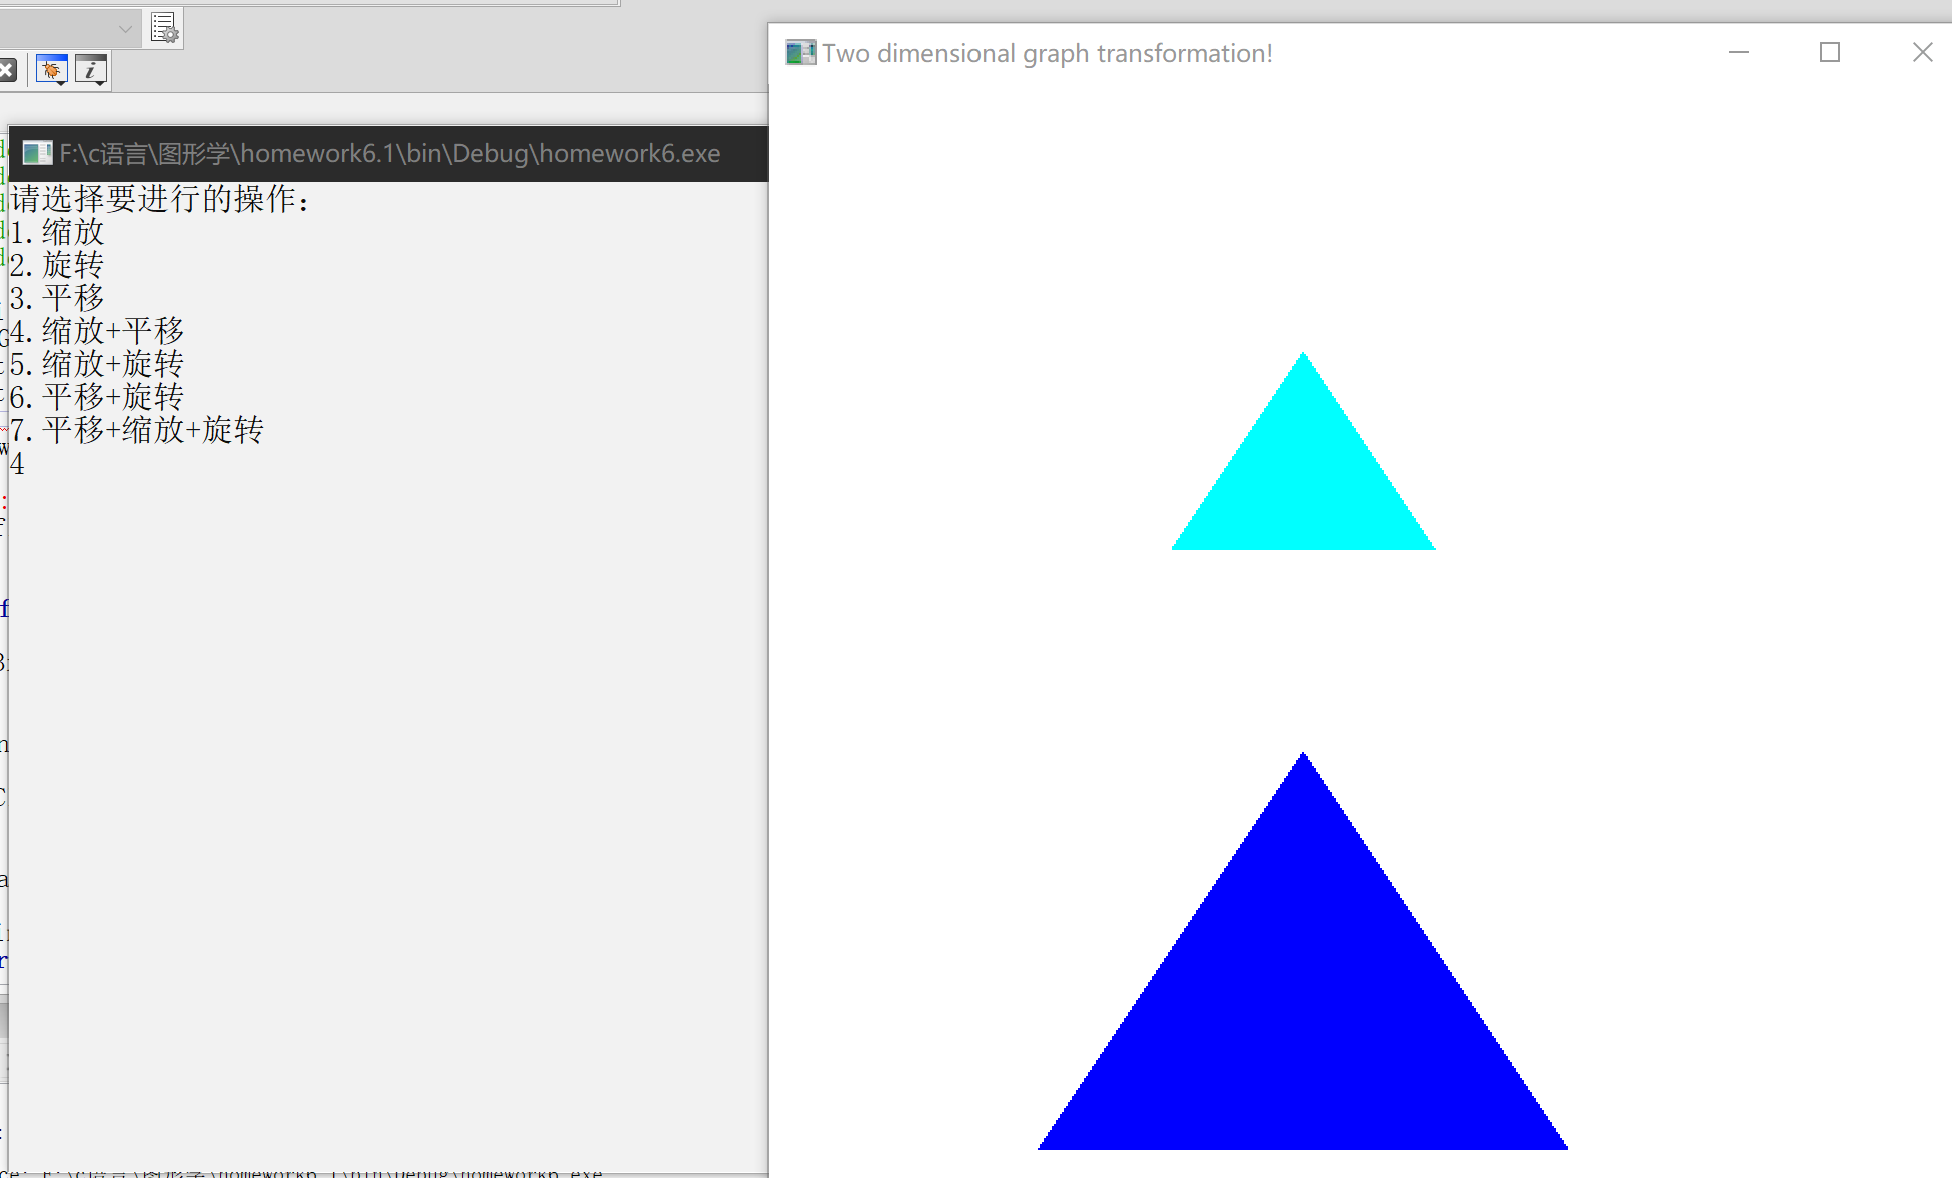 F:\c语言\图形学\homework6.1\bin\Debug\homework6.exe
请选择要进行的操作：
1.缩放
2.旋转
3.平移
4.缩放+平移
5.缩放+旋转
6.平移+旋转
7.平移+缩放+旋转
4
Two dimensional graph transformation!